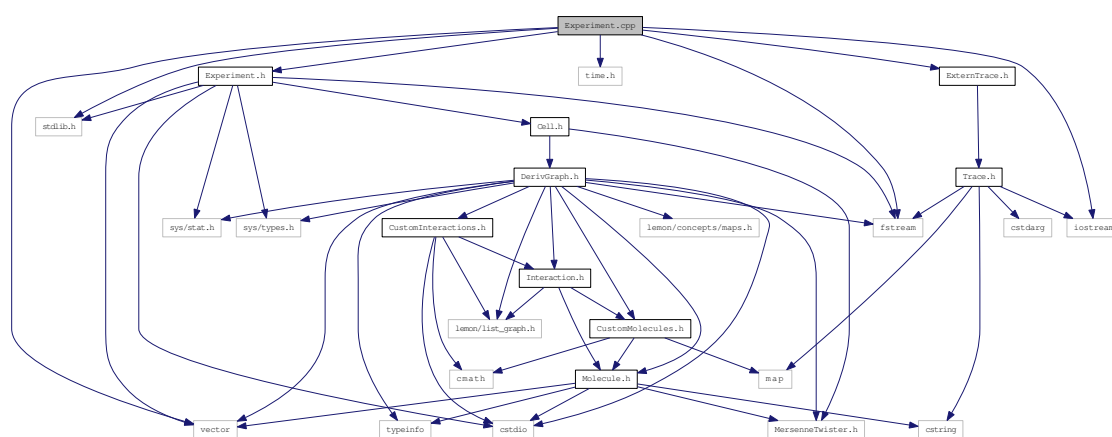 Experiment.cpp
Experiment.h
time.h
ExternTrace.h
stdlib.h
Cell.h
DerivGraph.h
Trace.h
sys/stat.h
sys/types.h
CustomInteractions.h
lemon/concepts/maps.h
fstream
cstdarg
iostream
Interaction.h
lemon/list_graph.h
CustomMolecules.h
cmath
Molecule.h
map
vector
typeinfo
cstdio
MersenneTwister.h
cstring